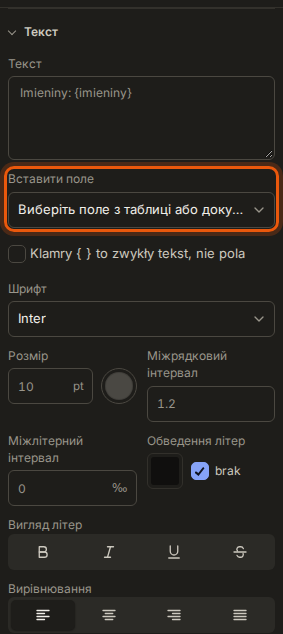 Текст
Текст
Imieniny: {imieniny}
Вставити поле
Виберіть поле з таблиці або доку...
Klamry { } to zwykły tekst, nie pola
Шрифт
Inter
Розмір
10 pt
Міжрядковий
інтервал
1.2
Міжлітерний
інтервал
0 ‰
Обведення літер
brak
Вигляд літер
B I U S
Вирівнювання